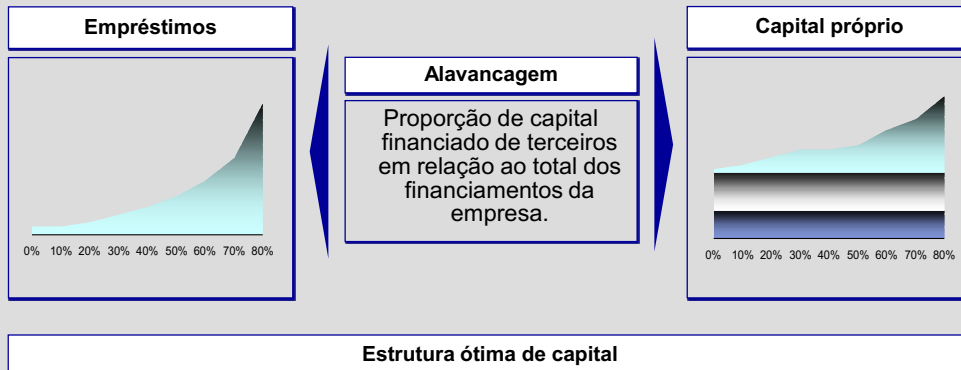 Empréstimos
0% 10% 20% 30% 40% 50% 60% 70% 80%
Alavancagem
Proporção de capital
financiado de terceiros
em relação ao total dos
financiamentos da
empresa.
Capital próprio
0% 10% 20% 30% 40% 50% 60% 70% 80%
Estrutura ótima de capital